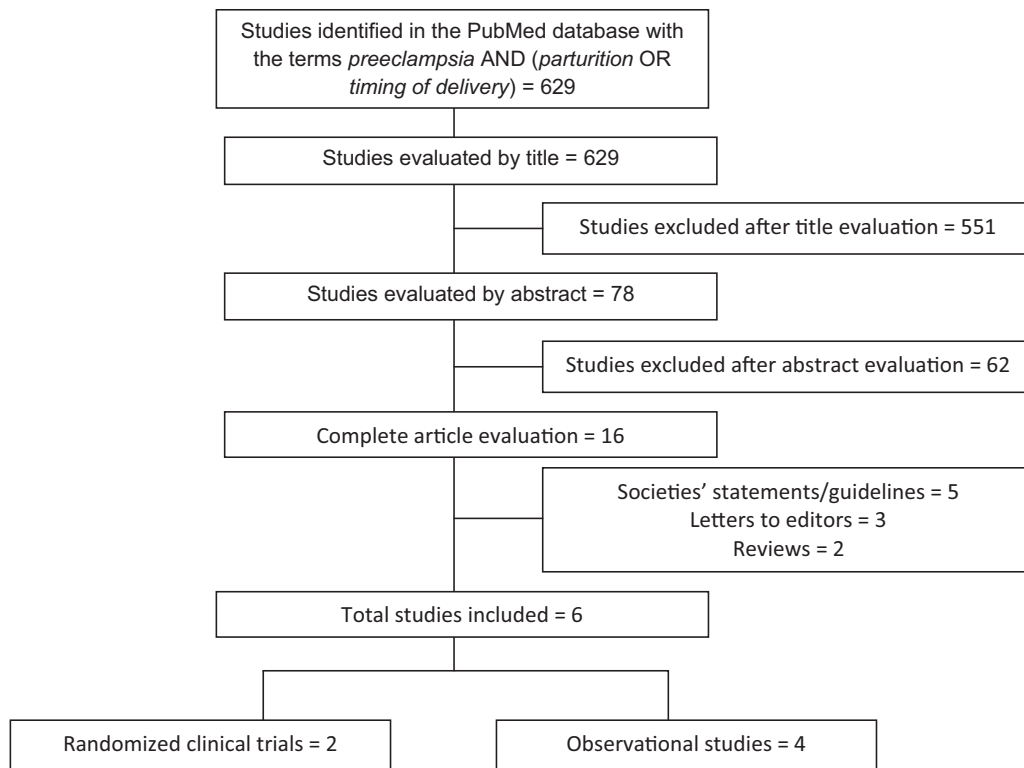 Studies identified in the PubMed database with
the terms preeclampsia AND (parturition OR
timing of delivery) = 629
Studies evaluated by title = 629
Studies excluded after title evaluation = 551
Studies evaluated by abstract = 78
Studies excluded after abstract evaluation = 62
Complete article evaluation = 16
Societies’ statements/guidelines = 5
Letters to editors = 3
Reviews = 2
Total studies included = 6
Randomized clinical trials = 2
Observational studies = 4